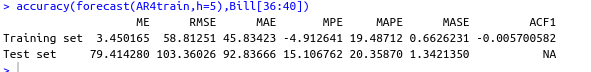 > accuracy(forecast(AR4train,h=5),Bill[36:40])
ME RMSE MAE MPE MAPE MASE ACF1
Training set 3.450165 58.81251 45.83423 -4.912641 19.48712 0.6626231 -0.005700582
Test set 79.414280 103.36026 92.83666 15.106762 20.35870 1.3421350 NA
>